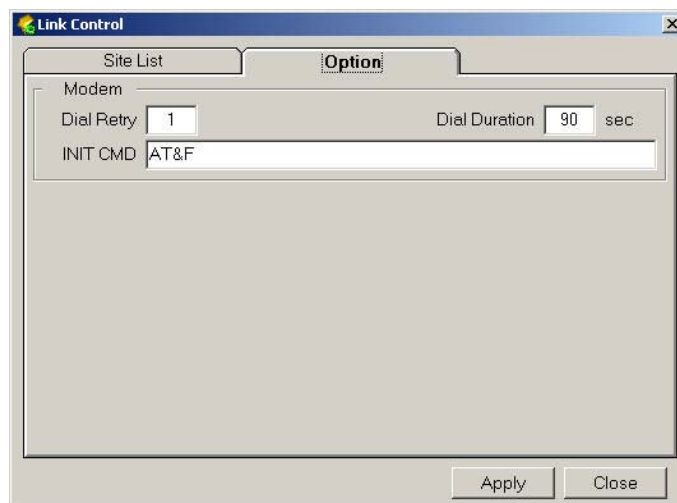 Link Control
Site List Option
Modem
Dial Retry 1 Dial Duration 90 sec
INIT CMD AT&F
Apply Close